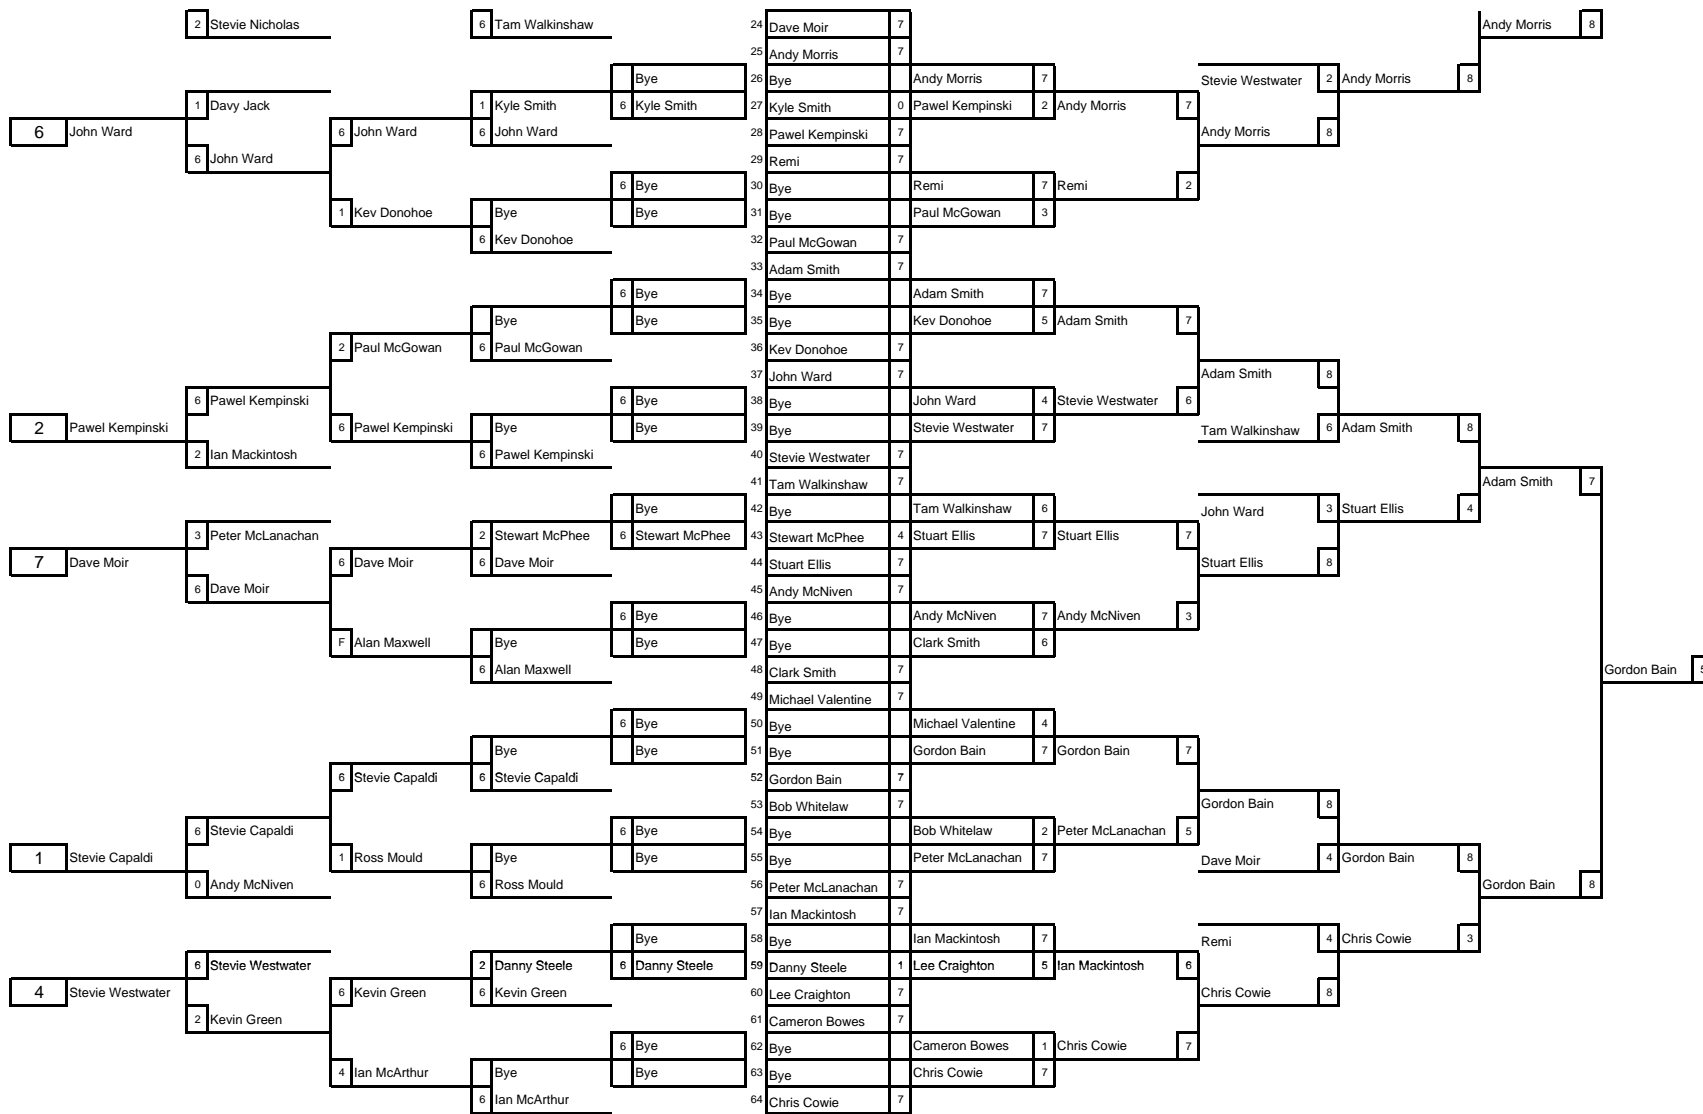 2 Stevie Nicholas 6 Tam Walkinshaw 24 Dave Moir 7 Andy Morris 8
25 Andy Morris 7
Bye 26 Bye Andy Morris 7 Stevie Westwater 2 Andy Morris 8
1 Davy Jack 1 Kyle Smith 6 Kyle Smith 27 Kyle Smith 0 Pawel Kempinski 2 Andy Morris 7
6 John Ward 6 John Ward 6 John Ward 28 Pawel Kempinski 7 Andy Morris 8
6 John Ward 29 Remi 7
6 Bye 30 Bye Remi 7 Remi 2
1 Kev Donohoe Bye Bye 31 Bye Paul McGowan 3
6 Kev Donohoe 32 Paul McGowan 7
33 Adam Smith 7
6 Bye 34 Bye Adam Smith 7
Bye Bye 35 Bye Kev Donohoe 5 Adam Smith 7
2 Paul McGowan 6 Paul McGowan 36 Kev Donohoe 7
37 John Ward 7 Adam Smith 8
6 Pawel Kempinski 6 Bye 38 Bye John Ward 4 Stevie Westwater 6
2 Pawel Kempinski 6 Pawel Kempinski Bye Bye 39 Bye Stevie Westwater 7 Tam Walkinshaw 6 Adam Smith 8
2 Ian Mackintosh 6 Pawel Kempinski 40 Stevie Westwater 7
41 Tam Walkinshaw 7 Adam Smith 7
Bye 42 Bye Tam Walkinshaw 6 John Ward 3 Stuart Ellis 4
3 Peter McLanachan 2 Stewart McPhee 6 Stewart McPhee 43 Stewart McPhee 4 Stuart Ellis 7 Stuart Ellis 7
7 Dave Moir 6 Dave Moir 6 Dave Moir 44 Stuart Ellis 7 Stuart Ellis 8
6 Dave Moir 45 Andy McNiven 7
6 Bye 46 Bye Andy McNiven 7 Andy McNiven 3
F Alan Maxwell Bye Bye 47 Bye Clark Smith 6
6 Alan Maxwell 48 Clark Smith 7 Gordon Bain 5
49 Michael Valentine 7
6 Bye 50 Bye Michael Valentine 4
Bye Bye 51 Bye Gordon Bain 7 Gordon Bain 7
6 Stevie Capaldi 6 Stevie Capaldi 52 Gordon Bain 7
53 Bob Whitelaw 7 Gordon Bain 8
6 Stevie Capaldi 6 Bye 54 Bye Bob Whitelaw 2 Peter McLanachan 5
1 Stevie Capaldi 1 Ross Mould Bye Bye 55 Bye Peter McLanachan 7 Dave Moir 4 Gordon Bain 8
0 Andy McNiven 6 Ross Mould 56 Peter McLanachan 7 Gordon Bain 8
57 Ian Mackintosh 7
Bye 58 Bye Ian Mackintosh 7 Remi 4 Chris Cowie 3
6 Stevie Westwater 2 Danny Steele 6 Danny Steele 59 Danny Steele 1 Lee Craighton 5 Ian Mackintosh 6
4 Stevie Westwater 6 Kevin Green 6 Kevin Green 60 Lee Craighton 7 Chris Cowie 8
2 Kevin Green 61 Cameron Bowes 7
6 Bye 62 Bye Cameron Bowes 1 Chris Cowie 7
4 Ian McArthur Bye Bye 63 Bye Chris Cowie 7
6 Ian McArthur 64 Chris Cowie 7